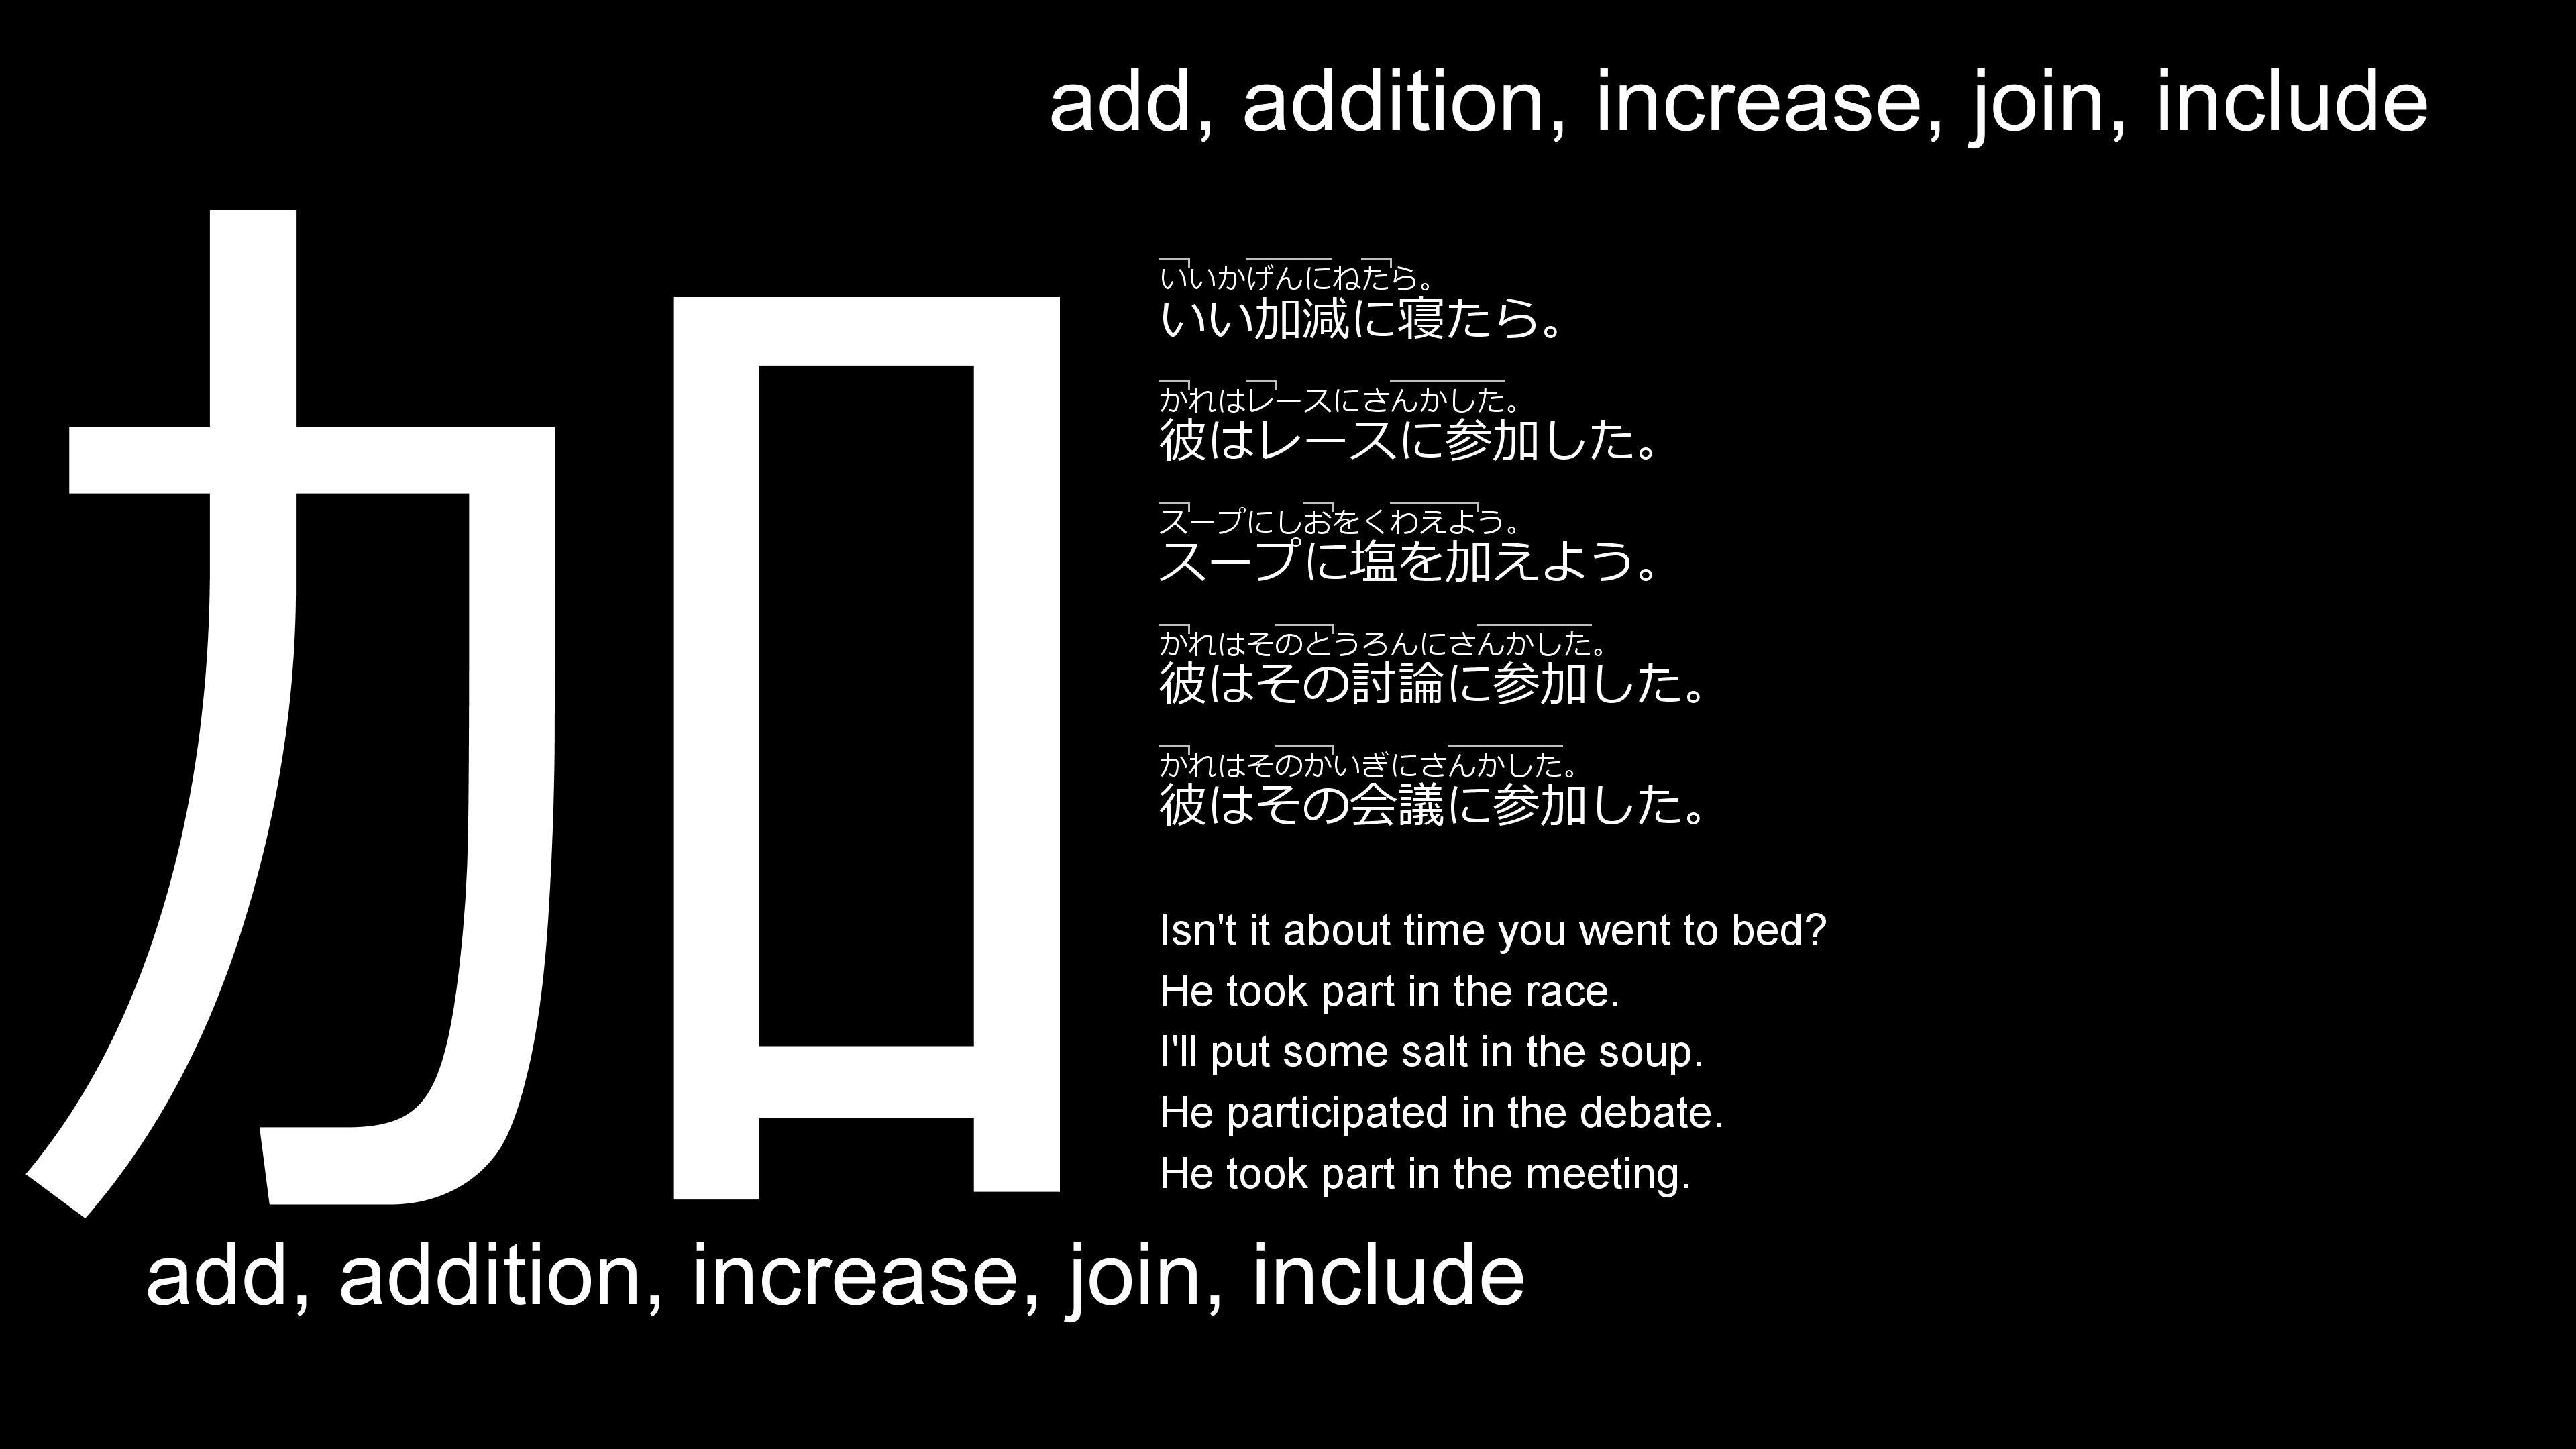 add, addition, increase, join, include
加
いいかげんにねたら。
いい加減に寝たら。
かれはレースにさんかした。
彼はレースに参加した。
スープにしおをくわえよう。
スープに塩を加えよう。
かれはそのとうろんにさんかした。
彼はその討論に参加した。
かれはそのかいぎにさんかした。
彼はその会議に参加した。
Isn't it about time you went to bed?
He took part in the race.
I'll put some salt in the soup.
He participated in the debate.
He took part in the meeting.
add, addition, increase, join, include